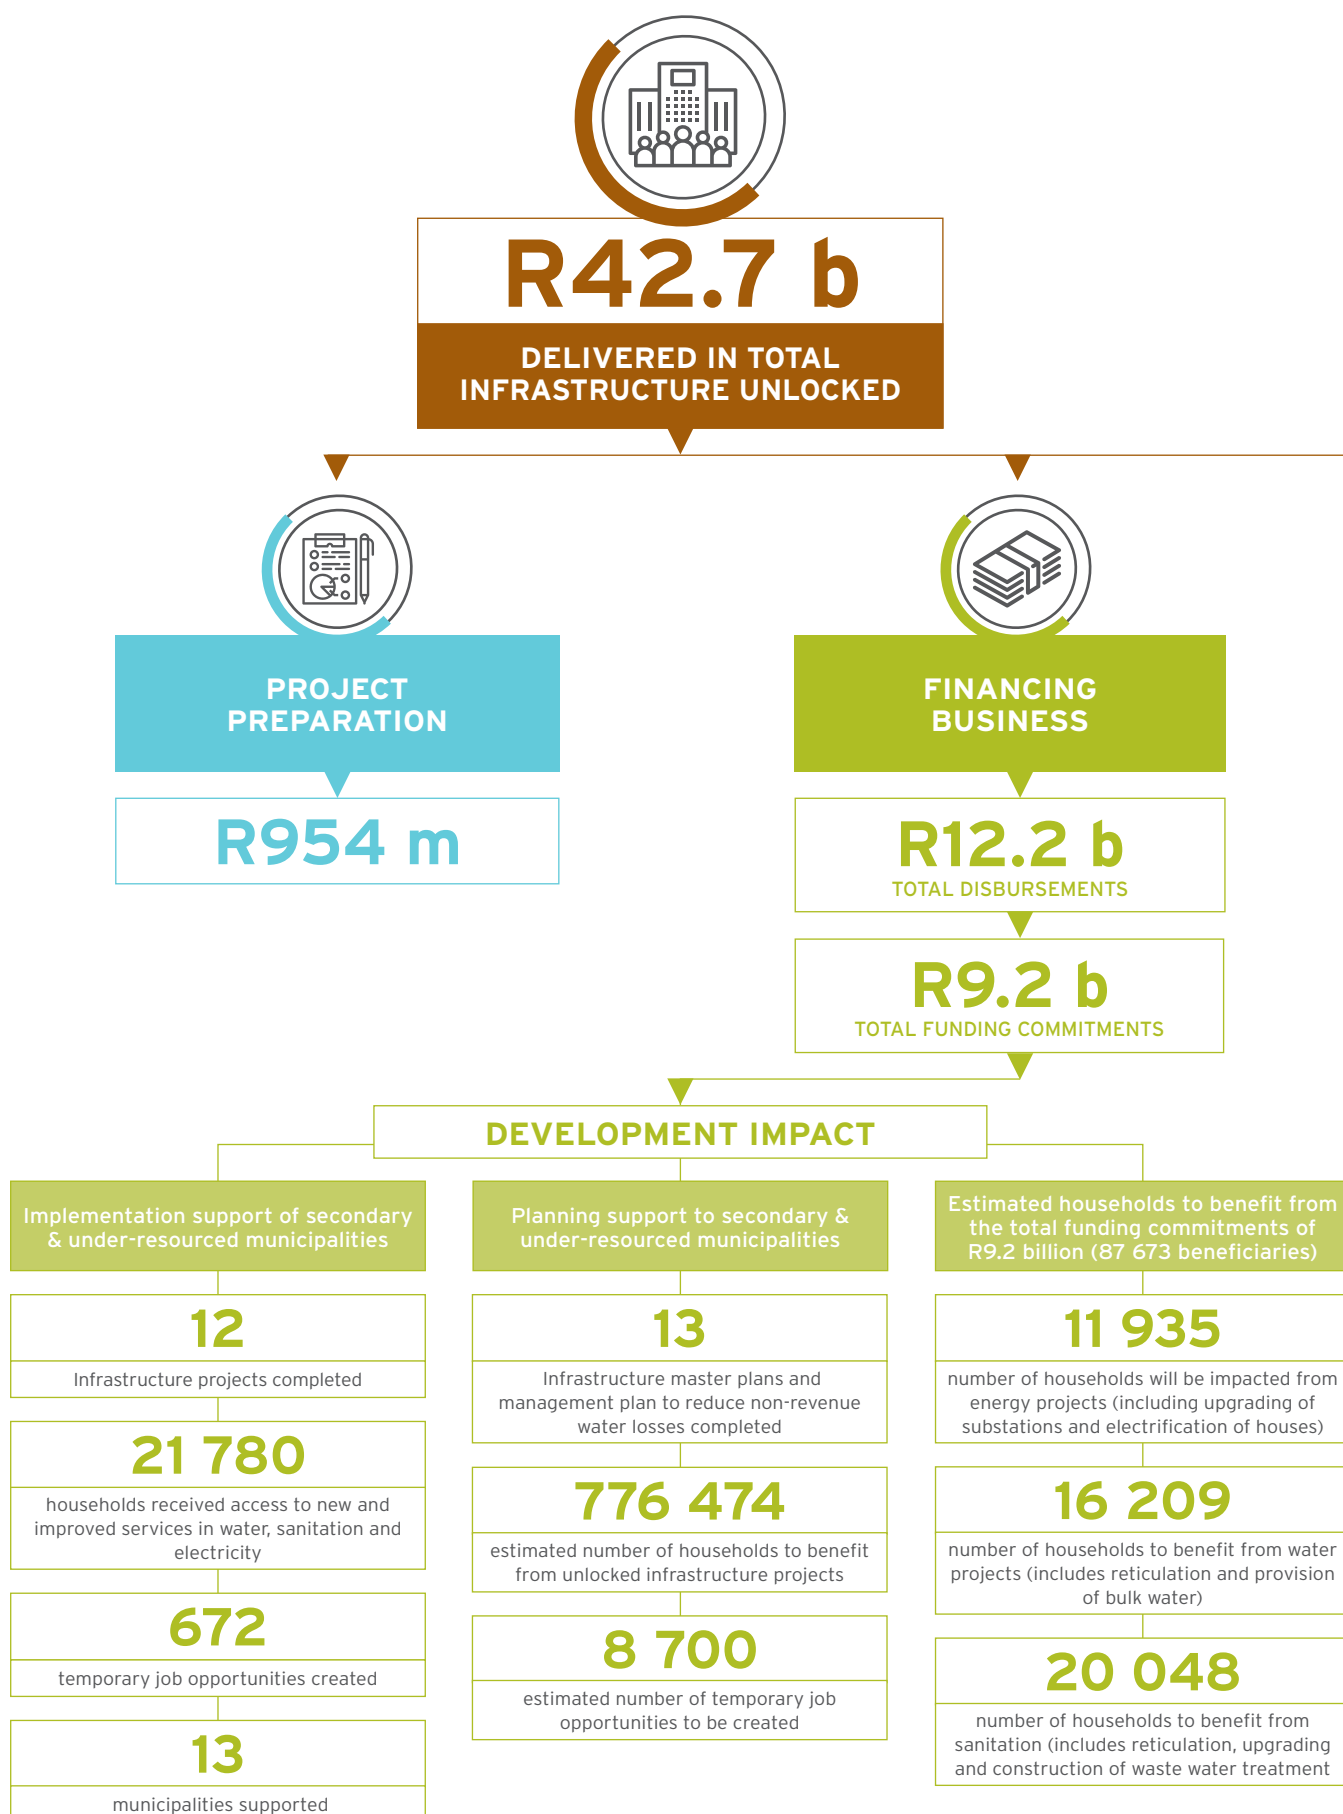 R42.7 b
DELIVERED IN TOTAL
INFRASTRUCTURE UNLOCKED
PROJECT
PREPARATION
R954 m
FINANCING
BUSINESS
R12.2 b
TOTAL DISBURSEMENTS
R9.2 b
TOTAL FUNDING COMMITMENTS
DEVELOPMENT IMPACT
Implementation support of secondary
& under-resourced municipalities
12
Infrastructure projects completed
21 780
households received access to new and
improved services in water, sanitation and
electricity
672
temporary job opportunities created
13
municipalities supported
Planning support to secondary &
under-resourced municipalities
13
Infrastructure master plans and
management plan to reduce non-revenue
water losses completed
776 474
estimated number of households to benefit
from unlocked infrastructure projects
8 700
estimated number of temporary job
opportunities to be created
Estimated households to benefit from
the total funding commitments of
R9.2 billion (87 673 beneficiaries)
11 935
number of households will be impacted from
energy projects (including upgrading of
substations and electrification of houses)
16 209
number of households to benefit from water
projects (includes reticulation and provision
of bulk water)
20 048
number of households to benefit from
sanitation (includes reticulation, upgrading
and construction of waste water treatment